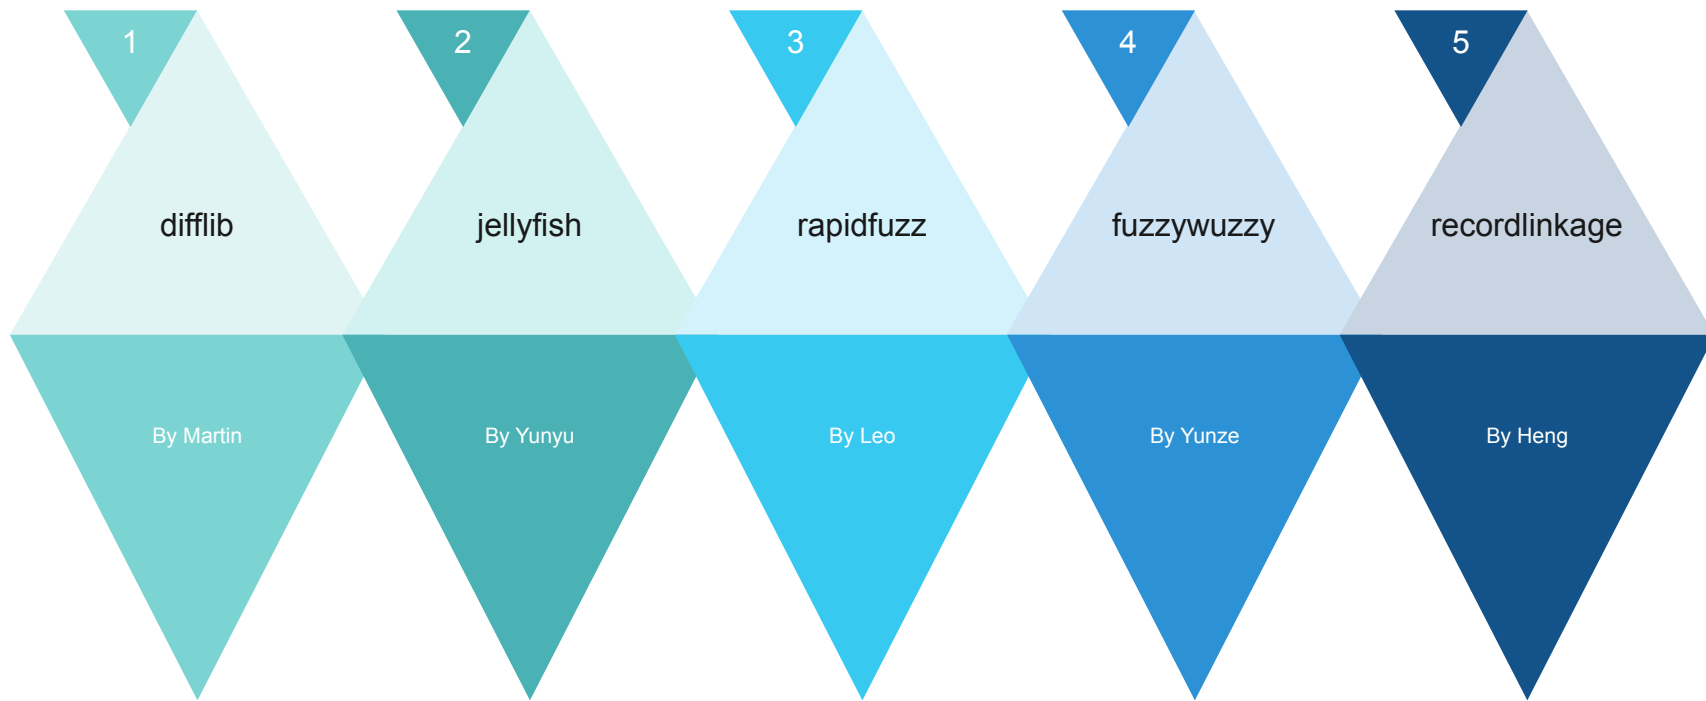 1
difflib
By Martin
2
jellyfish
By Yunyu
3
rapidfuzz
By Leo
4
fuzzywuzzy
By Yunze
5
recordlinkage
By Heng